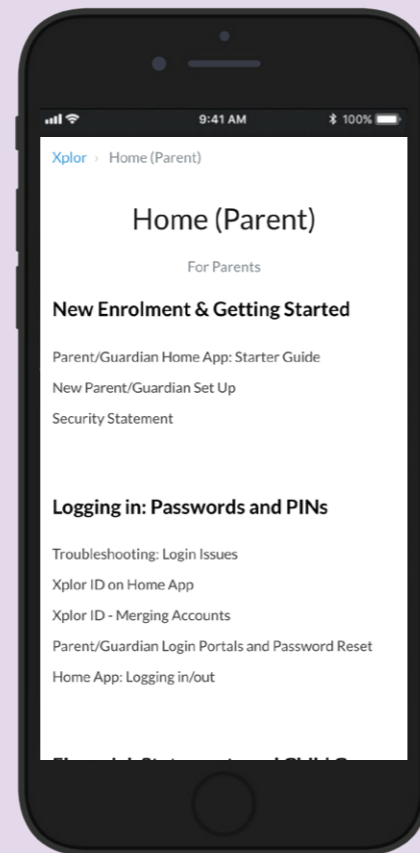 9:41 AM 100%
Xplor › Home (Parent)
Home (Parent)
For Parents
New Enrolment & Getting Started
Parent/Guardian Home App: Starter Guide
New Parent/Guardian Set Up
Security Statement
Logging in: Passwords and PINs
Troubleshooting: Login Issues
Xplor ID on Home App
Xplor ID - Merging Accounts
Parent/Guardian Login Portals and Password Reset
Home App: Logging in/out